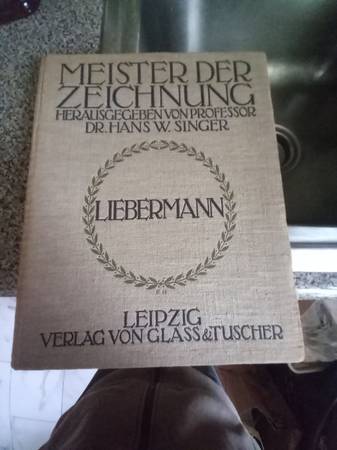 MEISTER DER
ZEICHNUNG
HERAUSGEGEBEN VON PROFESSOR
DR. HANS W. SINGER
LIEBERMANN
LEIPZIG
VERLAG VON GLASS & TUSCHER